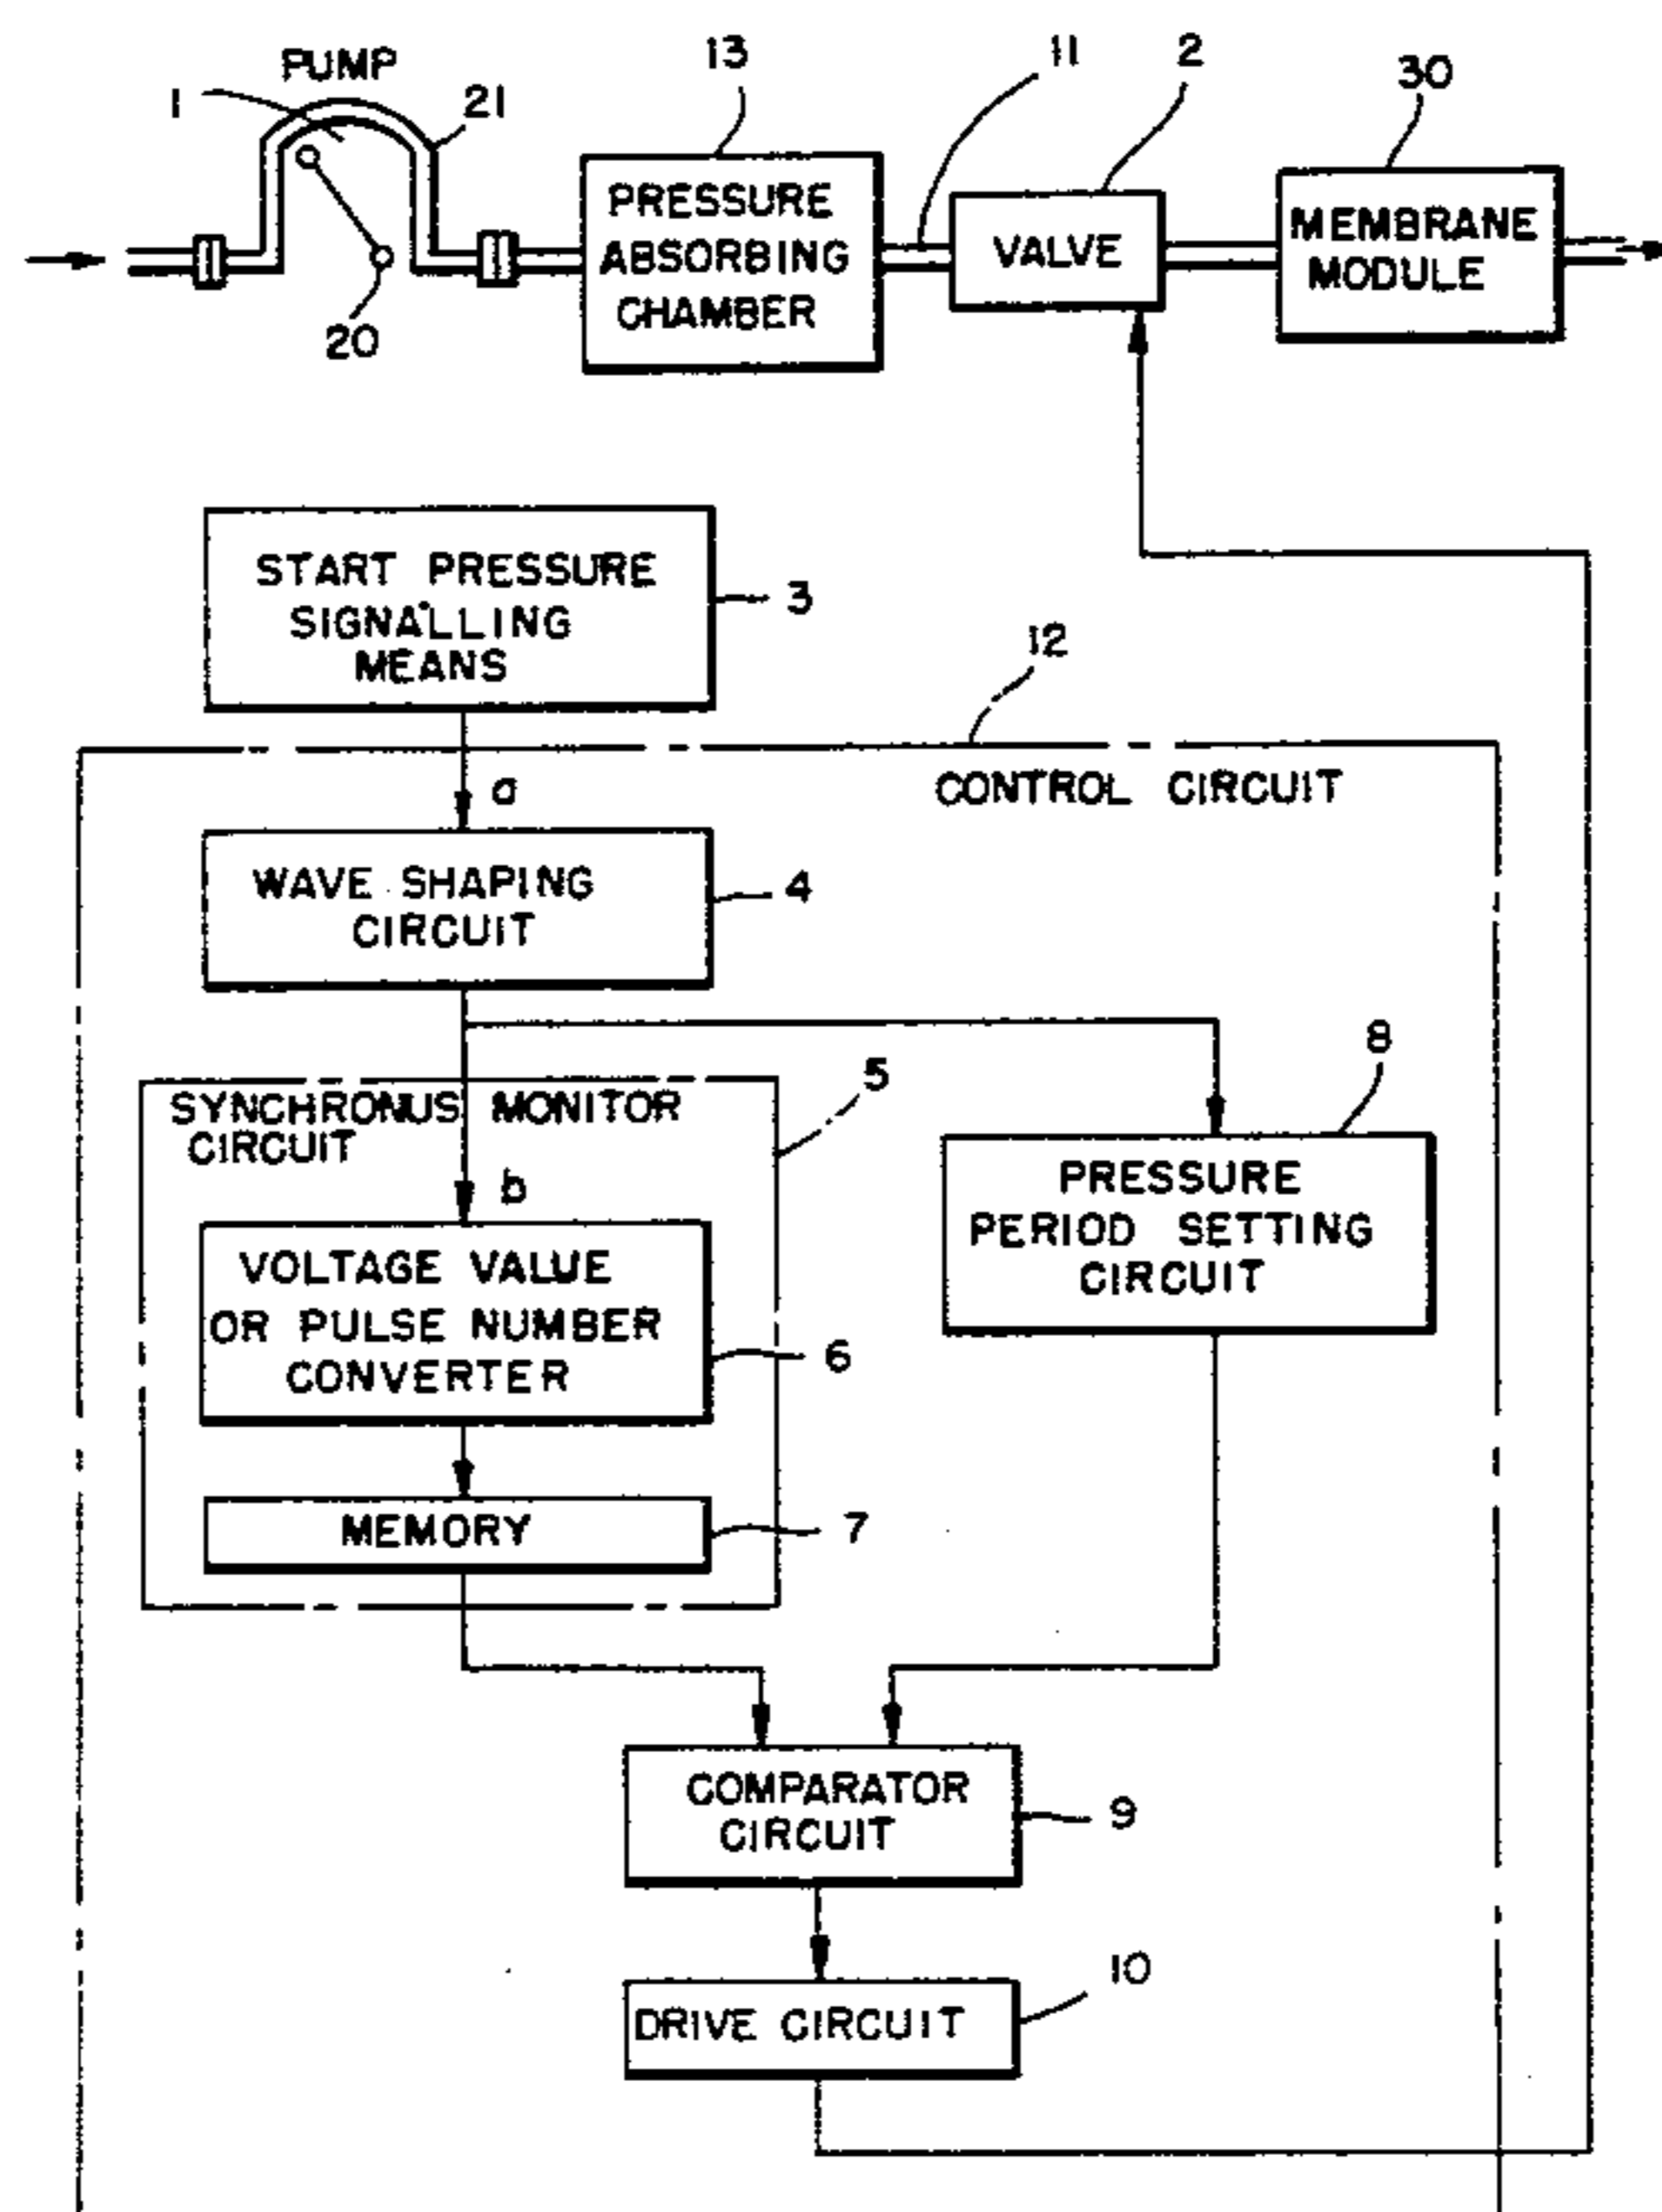 PUMP
1
21
20
13
PRESSURE
ABSORBING
CHAMBER
11
2
VALVE
30
MEMBRANE
MODULE
START PRESSURE
SIGNALLING
MEANS
3
12
CONTROL CIRCUIT
a
WAVE SHAPING
CIRCUIT
4
5
SYNCHRONUS MONITOR
CIRCUIT
b
8
PRESSURE
PERIOD SETTING
CIRCUIT
VOLTAGE VALUE
OR PULSE NUMBER
CONVERTER
6
MEMORY
7
COMPARATOR
CIRCUIT
9
DRIVE CIRCUIT
10